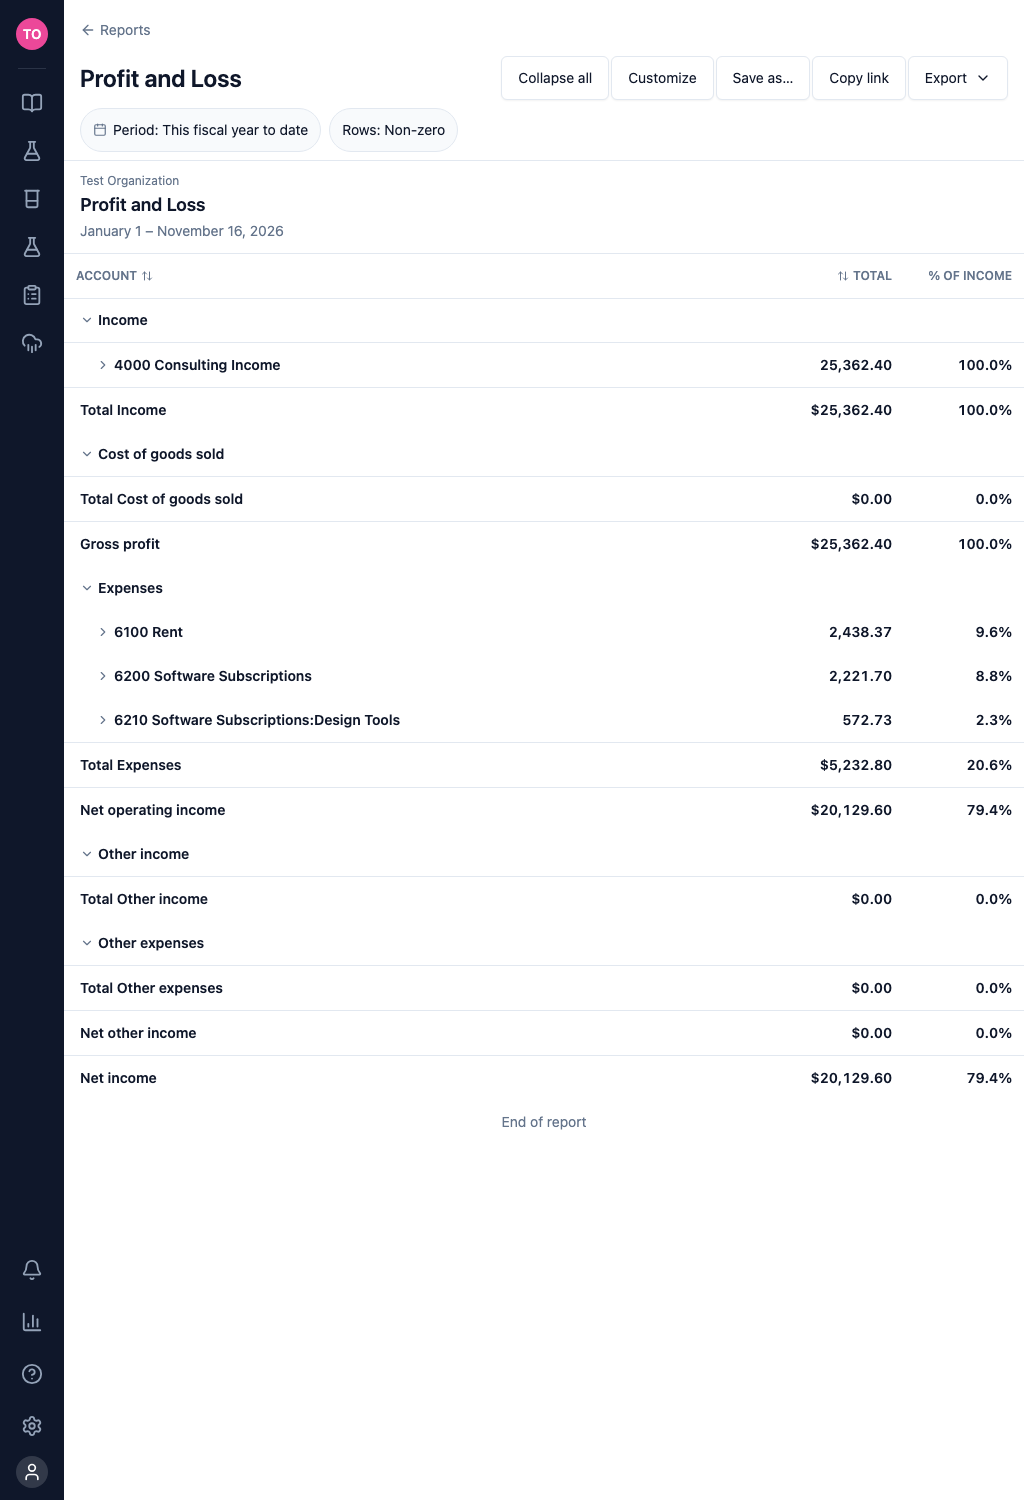 TO
Reports
Profit and Loss
Collapse all Customize Save as... Copy link Export
Period: This fiscal year to date Rows: Non-zero
Test Organization
Profit and Loss
January 1 – November 16, 2026
ACCOUNT TOTAL % OF INCOME
Income
4000 Consulting Income 25,362.40 100.0%
Total Income $25,362.40 100.0%
Cost of goods sold
Total Cost of goods sold $0.00 0.0%
Gross profit $25,362.40 100.0%
Expenses
6100 Rent 2,438.37 9.6%
6200 Software Subscriptions 2,221.70 8.8%
6210 Software Subscriptions:Design Tools 572.73 2.3%
Total Expenses $5,232.80 20.6%
Net operating income $20,129.60 79.4%
Other income
Total Other income $0.00 0.0%
Other expenses
Total Other expenses $0.00 0.0%
Net other income $0.00 0.0%
Net income $20,129.60 79.4%
End of report